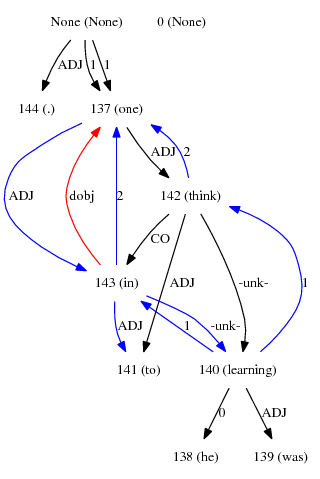 None (None) 0 (None)
ADJ 1 1
144 (.) 137 (one)
ADJ 2
ADJ dobj 2 142 (think)
CO
143 (in) ADJ -unk- 1
ADJ 1 -unk-
141 (to) 140 (learning)
0 ADJ
138 (he) 139 (was)